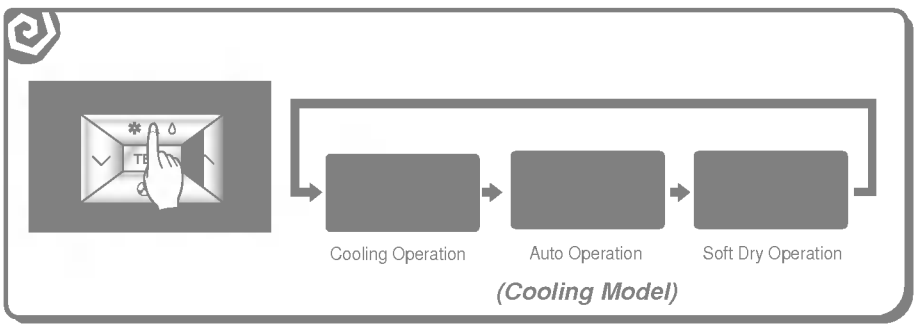 Cooling Operation
Auto Operation
Soft Dry Operation
(Cooling Model)